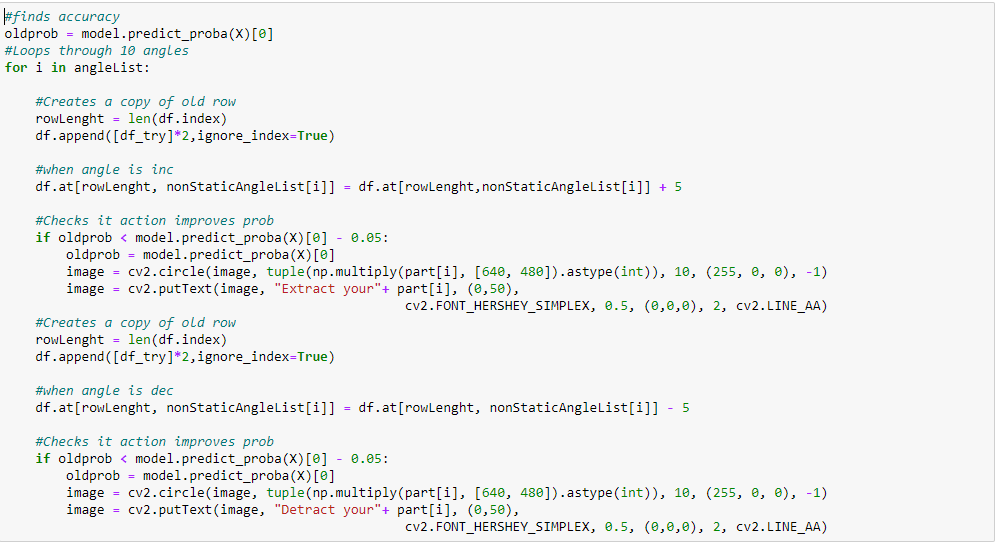 #finds accuracy
oldprob = model.predict_proba(X)[0]
#Loops through 10 angles
for i in angleList:
#Creates a copy of old row
rowLenght = len(df.index)
df.append([df_try]*2,ignore_index=True)
#when angle is inc
df.at[rowLenght, nonStaticAngleList[i]] = df.at[rowLenght,nonStaticAngleList[i]] + 5
#Checks it action improves prob
if oldprob < model.predict_proba(X)[0] - 0.05:
oldprob = model.predict_proba(X)[0]
image = cv2.circle(image, tuple(np.multiply(part[i], [640, 480]).astype(int)), 10, (255, 0, 0), -1)
image = cv2.putText(image, "Extract your"+ part[i], (0,50),
cv2.FONT_HERSHEY_SIMPLEX, 0.5, (0,0,0), 2, cv2.LINE_AA)
#Creates a copy of old row
rowLenght = len(df.index)
df.append([df_try]*2,ignore_index=True)
#when angle is dec
df.at[rowLenght, nonStaticAngleList[i]] = df.at[rowLenght, nonStaticAngleList[i]] - 5
#Checks it action improves prob
if oldprob < model.predict_proba(X)[0] - 0.05:
oldprob = model.predict_proba(X)[0]
image = cv2.circle(image, tuple(np.multiply(part[i], [640, 480]).astype(int)), 10, (255, 0, 0), -1)
image = cv2.putText(image, "Detract your"+ part[i], (0,50),
cv2.FONT_HERSHEY_SIMPLEX, 0.5, (0,0,0), 2, cv2.LINE_AA)